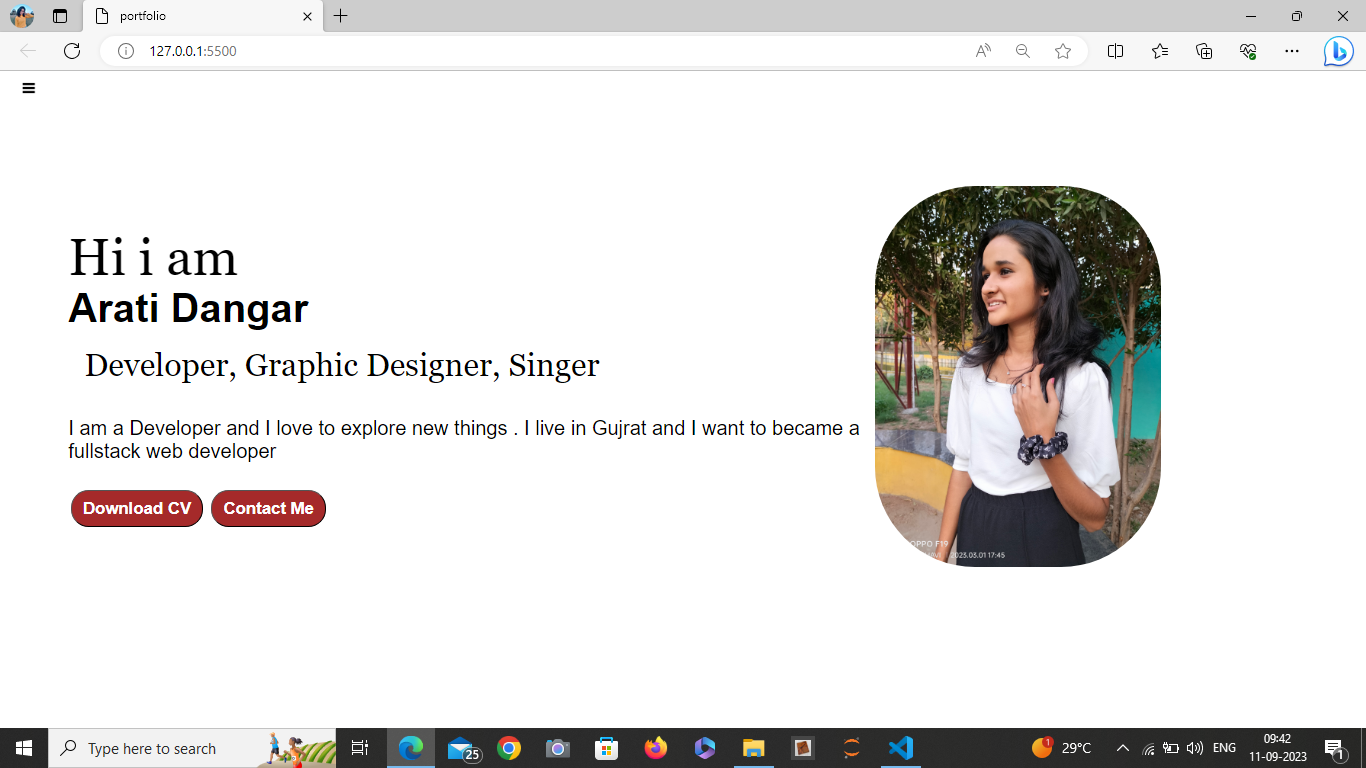 portfolio
127.0.0.1:5500
Hi i am
Arati Dangar
Developer, Graphic Designer, Singer
I am a Developer and I love to explore new things . I live in Gujrat and I want to became a
fullstack web developer
Download CV Contact Me
OPPO F19
2023.03.01 17:45
Type here to search
25
1
29°C
ENG
09:42
11-09-2023
1